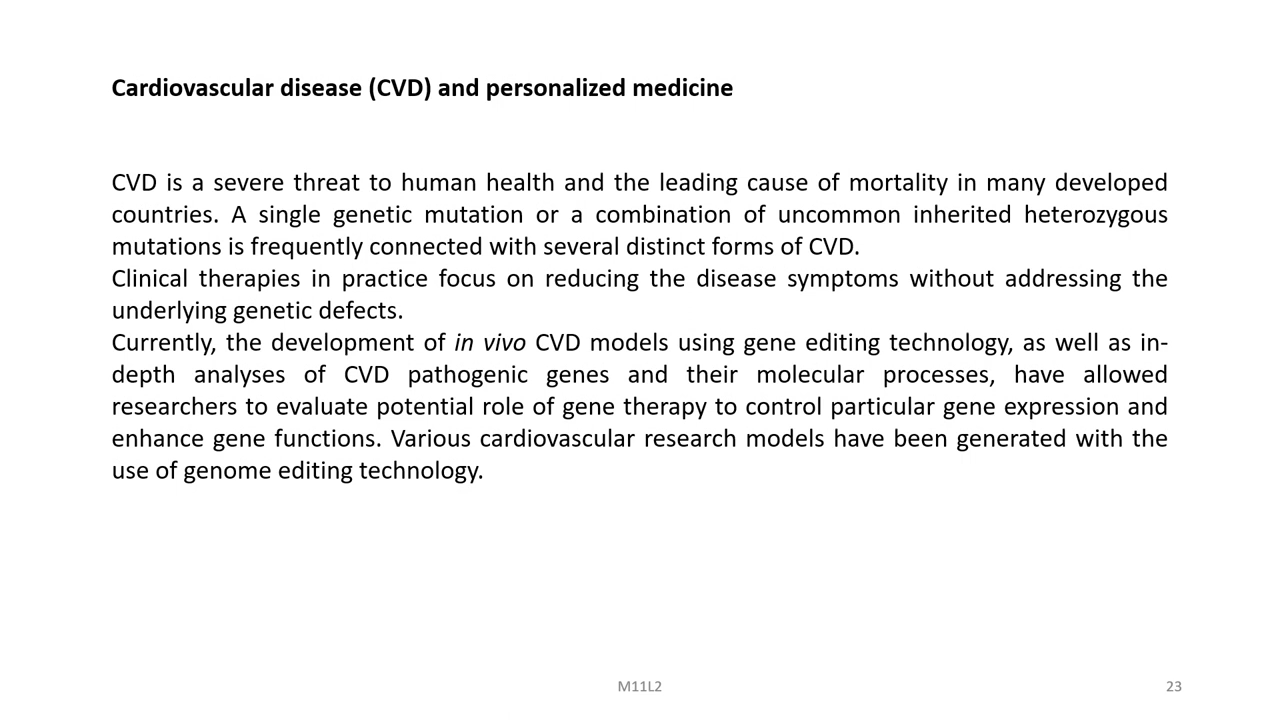 Cardiovascular disease (CVD) and personalized medicine
CVD is a severe threat to human health and the leading cause of mortality in many developed
countries. A single genetic mutation or a combination of uncommon inherited heterozygous
mutations is frequently connected with several distinct forms of CVD.
Clinical therapies in practice focus on reducing the disease symptoms without addressing the
underlying genetic defects.
Currently, the development of in vivo CVD models using gene editing technology, as well as in-
depth analyses of CVD pathogenic genes and their molecular processes, have allowed
researchers to evaluate potential role of gene therapy to control particular gene expression and
enhance gene functions. Various cardiovascular research models have been generated with the
use of genome editing technology.
M11L2
23